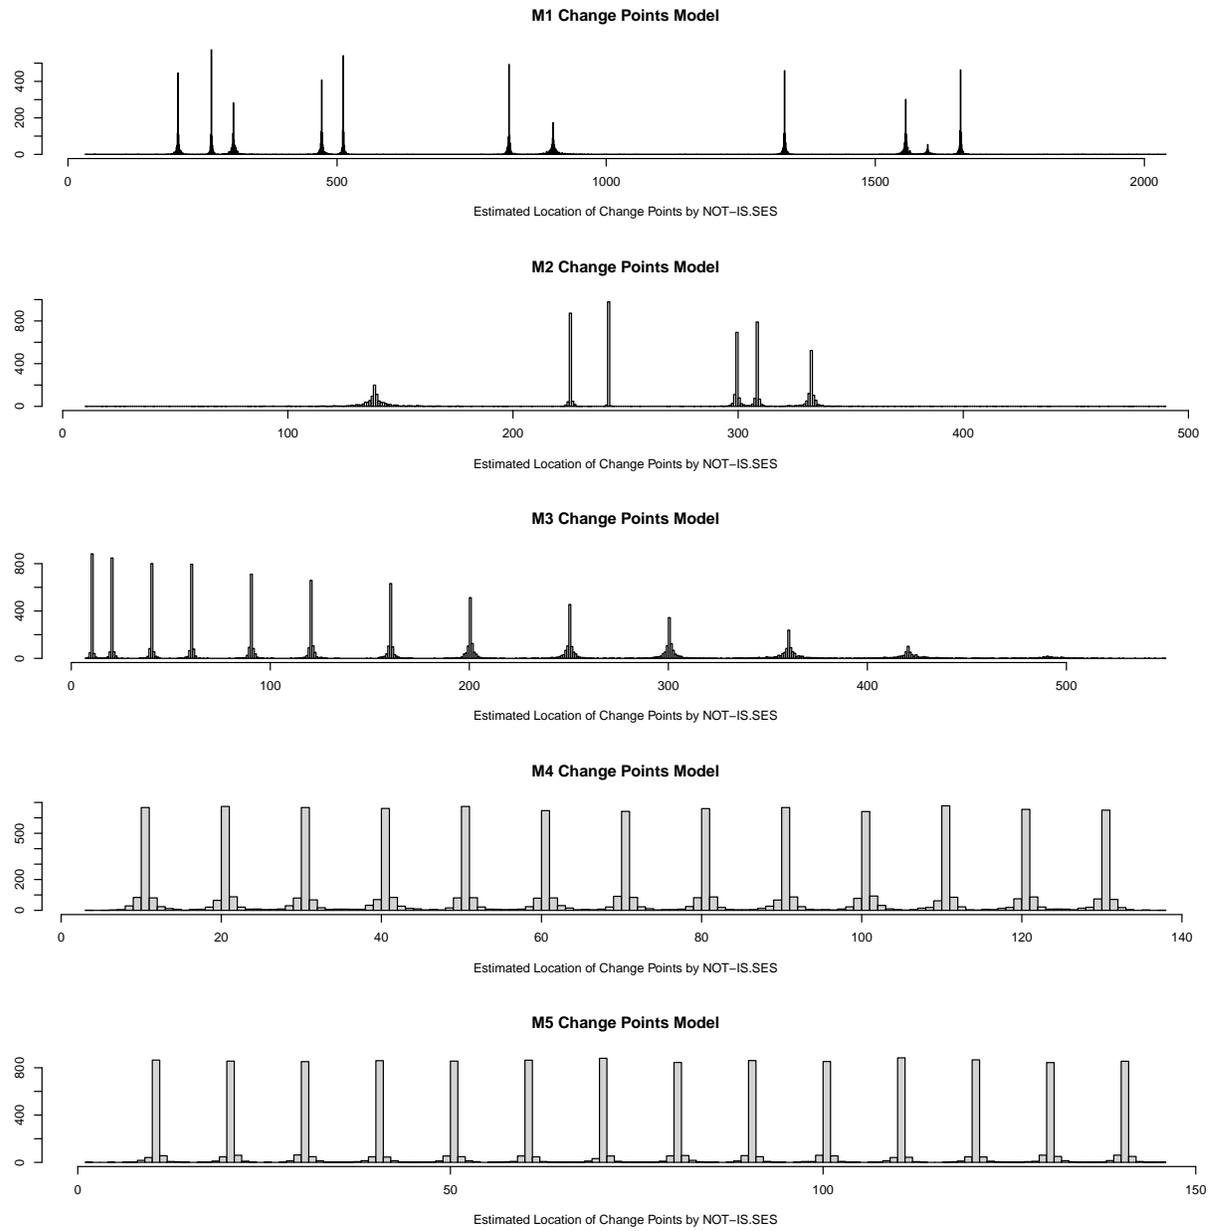 M1 Change Points Model
400
200
0
0 500 1000 1500 2000
Estimated Location of Change Points by NOT−IS.SES
M2 Change Points Model
800
400
0
0 100 200 300 400 500
Estimated Location of Change Points by NOT−IS.SES
M3 Change Points Model
800
400
0
0 100 200 300 400 500
Estimated Location of Change Points by NOT−IS.SES
M4 Change Points Model
500
200
0
0 20 40 60 80 100 120 140
Estimated Location of Change Points by NOT−IS.SES
M5 Change Points Model
800
400
0
0 50 100 150
Estimated Location of Change Points by NOT−IS.SES